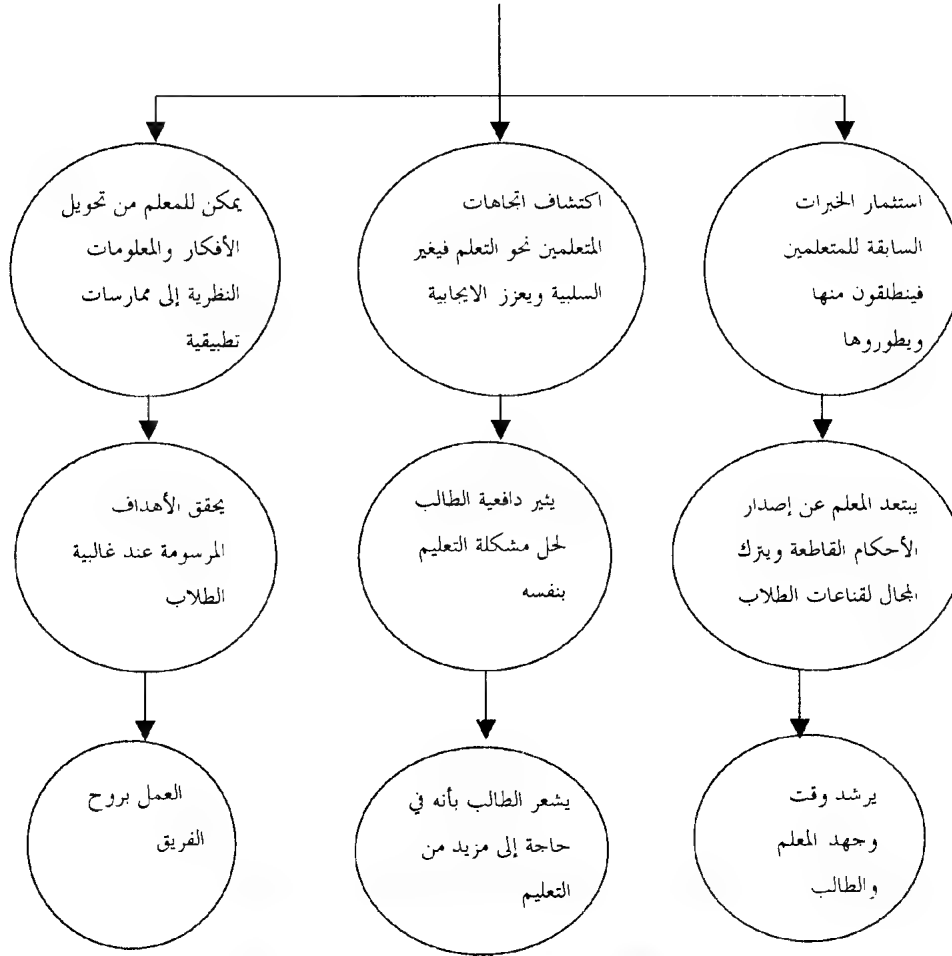 استثمار الخبرات
السابقة للمتعلمين
فينطلقون منها
ويطوروها
اكتشاف اتجاهات
المتعلمين نحو التعلم فيغير
السلبية ويعزز الايجابية
يمكن للمعلم من تحويل
الأفكار والمعلومات
النظرية إلى ممارسات
تطبيقية
يبتعد المعلم عن إصدار
الأحكام القاطعة ويترك
المجال لقناعات الطلاب
يثير دافعية الطالب
لحل مشكلة التعليم
بنفسه
يحقق الأهداف
المرسومة عند غالبية
الطلاب
يرشد وقت
وجهد المعلم
والطالب
يشعر الطالب بأنه في
حاجة إلى مزيد من
التعليم
العمل بروح
الفريق